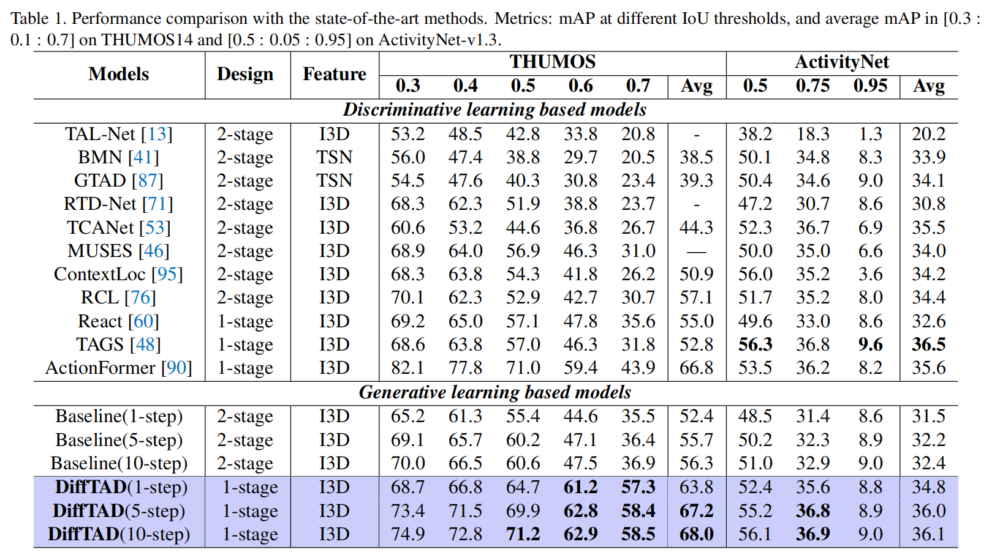 Table 1. Performance comparison with the state-of-the-art methods. Metrics: mAP at different IoU thresholds, and average mAP in [0.3 :
0.1 : 0.7] on THUMOS14 and [0.5 : 0.05 : 0.95] on ActivityNet-v1.3.
Models Design Feature THUMOS ActivityNet
0.3 0.4 0.5 0.6 0.7 Avg 0.5 0.75 0.95 Avg
Discriminative learning based models
TAL-Net [13] 2-stage I3D 53.2 48.5 42.8 33.8 20.8 - 38.2 18.3 1.3 20.2
BMN [41] 2-stage TSN 56.0 47.4 38.8 29.7 20.5 38.5 50.1 34.8 8.3 33.9
GTAD [87] 2-stage TSN 54.5 47.6 40.3 30.8 23.4 39.3 50.4 34.6 9.0 34.1
RTD-Net [71] 2-stage I3D 68.3 62.3 51.9 38.8 23.7 - 47.2 30.7 8.6 30.8
TCANet [53] 2-stage I3D 60.6 53.2 44.6 36.8 26.7 44.3 52.3 36.7 6.9 35.5
MUSES [46] 2-stage I3D 68.9 64.0 56.9 46.3 31.0 — 50.0 35.0 6.6 34.0
ContextLoc [95] 2-stage I3D 68.3 63.8 54.3 41.8 26.2 50.9 56.0 35.2 3.6 34.2
RCL [76] 2-stage I3D 70.1 62.3 52.9 42.7 30.7 57.1 51.7 35.2 8.0 34.4
React [60] 1-stage I3D 69.2 65.0 57.1 47.8 35.6 55.0 49.6 33.0 8.6 32.6
TAGS [48] 1-stage I3D 68.6 63.8 57.0 46.3 31.8 52.8 56.3 36.8 9.6 36.5
ActionFormer [90] 1-stage I3D 82.1 77.8 71.0 59.4 43.9 66.8 53.5 36.2 8.2 35.6
Generative learning based models
Baseline(1-step) 2-stage I3D 65.2 61.3 55.4 44.6 35.5 52.4 48.5 31.4 8.6 31.5
Baseline(5-step) 2-stage I3D 69.1 65.7 60.2 47.1 36.4 55.7 50.2 32.3 8.9 32.2
Baseline(10-step) 2-stage I3D 70.0 66.5 60.6 47.5 36.9 56.3 51.0 32.9 9.0 32.4
DiffTAD(1-step) 1-stage I3D 68.7 66.8 64.7 61.2 57.3 63.8 52.4 35.6 8.8 34.8
DiffTAD(5-step) 1-stage I3D 73.4 71.5 69.9 62.8 58.4 67.2 55.2 36.8 8.9 36.0
DiffTAD(10-step) 1-stage I3D 74.9 72.8 71.2 62.9 58.5 68.0 56.1 36.9 9.0 36.1